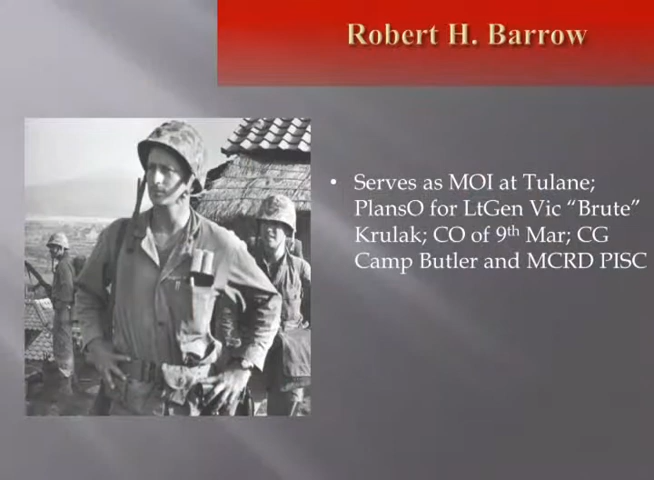 Robert H. Barrow
• Serves as MOI at Tulane;
PlansO for LtGen Vic “Brute”
Krulak; CO of 9th Mar; CG
Camp Butler and MCRD PISC